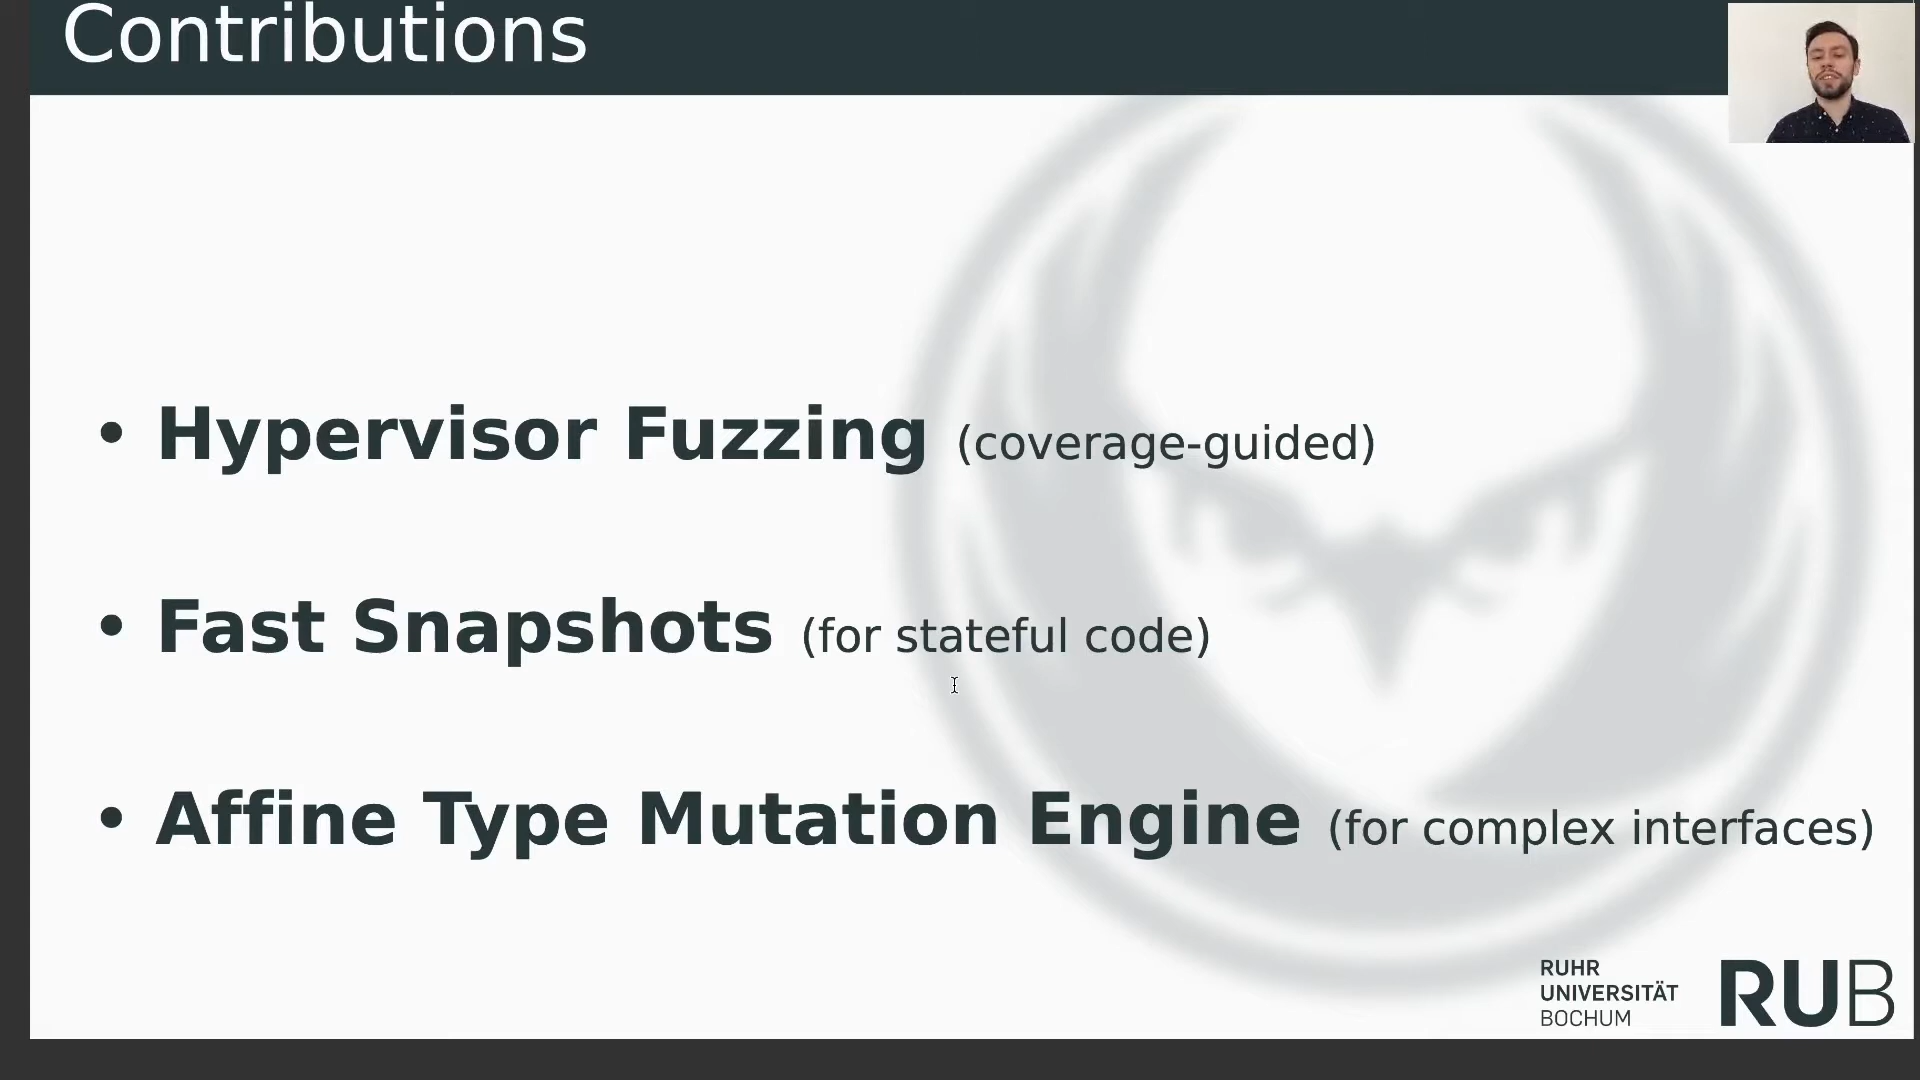 Contributions
• Hypervisor Fuzzing (coverage-guided)
• Fast Snapshots (for stateful code)
• Affine Type Mutation Engine (for complex interfaces)
RUHR
UNIVERSITÄT
BOCHUM
RUB